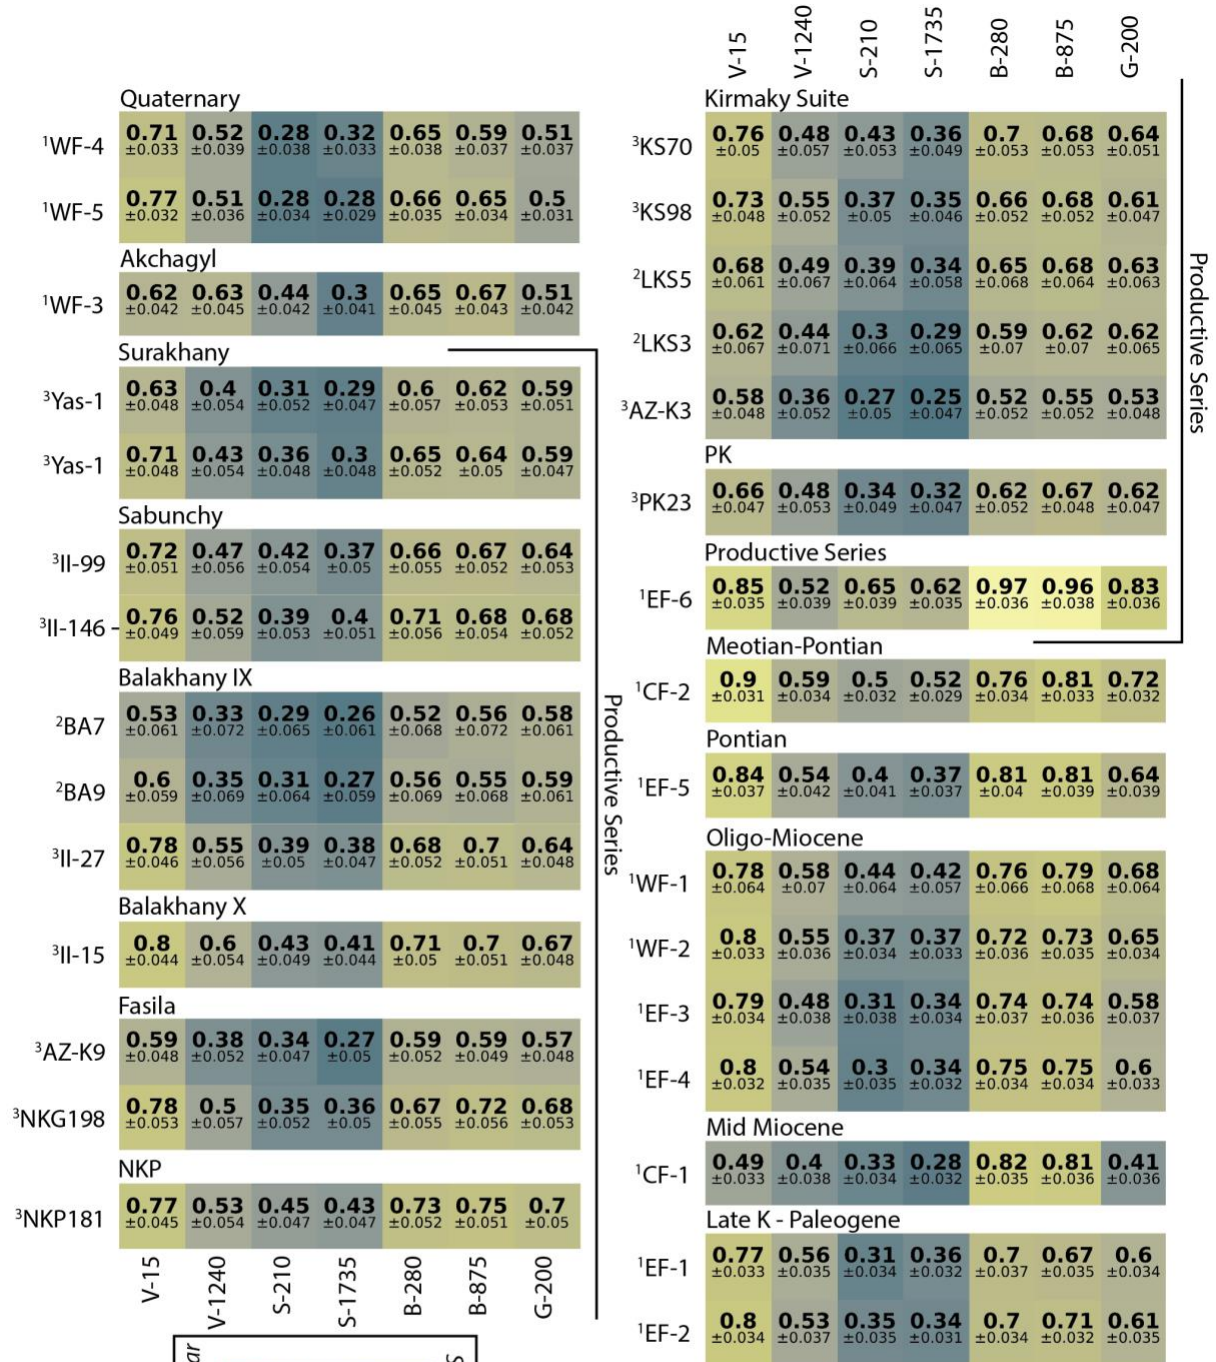 Quaternary
¹WF-4 0.71 0.52 0.28 0.32 0.65 0.59 0.51
±0.033 ±0.039 ±0.038 ±0.033 ±0.038 ±0.037 ±0.037
¹WF-5 0.77 0.51 0.28 0.28 0.66 0.65 0.5
±0.032 ±0.036 ±0.034 ±0.029 ±0.035 ±0.034 ±0.031
Akchagyl
¹WF-3 0.62 0.63 0.44 0.3 0.65 0.67 0.51
±0.042 ±0.045 ±0.042 ±0.041 ±0.045 ±0.043 ±0.042
Surakhany
³Yas-1 0.63 0.4 0.31 0.29 0.6 0.62 0.59
±0.048 ±0.054 ±0.052 ±0.047 ±0.057 ±0.053 ±0.051
³Yas-1 0.71 0.43 0.36 0.3 0.65 0.64 0.59
±0.048 ±0.054 ±0.048 ±0.048 ±0.052 ±0.05 ±0.047
Sabunchy
³II-99 0.72 0.47 0.42 0.37 0.66 0.67 0.64
±0.051 ±0.056 ±0.054 ±0.05 ±0.055 ±0.052 ±0.053
³II-146 0.76 0.52 0.39 0.4 0.71 0.68 0.68
±0.049 ±0.059 ±0.053 ±0.051 ±0.056 ±0.054 ±0.052
Balakhany IX
²BA7 0.53 0.33 0.29 0.26 0.52 0.56 0.58
±0.061 ±0.072 ±0.065 ±0.061 ±0.068 ±0.072 ±0.061
²BA9 0.6 0.35 0.31 0.27 0.56 0.55 0.59
±0.059 ±0.069 ±0.064 ±0.059 ±0.069 ±0.068 ±0.061
³II-27 0.78 0.55 0.39 0.38 0.68 0.7 0.64
±0.046 ±0.056 ±0.05 ±0.047 ±0.052 ±0.051 ±0.048
Balakhany X
³II-15 0.8 0.6 0.43 0.41 0.71 0.7 0.67
±0.044 ±0.054 ±0.049 ±0.044 ±0.05 ±0.051 ±0.048
Fasila
³AZ-K9 0.59 0.38 0.34 0.27 0.59 0.59 0.57
±0.048 ±0.052 ±0.047 ±0.05 ±0.052 ±0.049 ±0.048
³NKG198 0.78 0.5 0.35 0.36 0.67 0.72 0.68
±0.053 ±0.057 ±0.052 ±0.05 ±0.055 ±0.056 ±0.053
NKP
³NKP181 0.77 0.53 0.45 0.43 0.73 0.75 0.7
±0.045 ±0.054 ±0.047 ±0.047 ±0.052 ±0.051 ±0.05
V-15 V-1240 S-210 S-1735 B-280 B-875 G-200
Productive Series
V-15 V-1240 S-210 S-1735 B-280 B-875 G-200
Kirmaky Suite
³KS70 0.76 0.48 0.43 0.36 0.7 0.68 0.64
±0.05 ±0.057 ±0.053 ±0.049 ±0.053 ±0.053 ±0.051
³KS98 0.73 0.55 0.37 0.35 0.66 0.68 0.61
±0.048 ±0.052 ±0.05 ±0.046 ±0.052 ±0.052 ±0.047
²LKS5 0.68 0.49 0.39 0.34 0.65 0.68 0.63
±0.061 ±0.067 ±0.064 ±0.058 ±0.068 ±0.064 ±0.063
²LKS3 0.62 0.44 0.3 0.29 0.59 0.62 0.62
±0.067 ±0.071 ±0.066 ±0.065 ±0.07 ±0.07 ±0.065
³AZ-K3 0.58 0.36 0.27 0.25 0.52 0.55 0.53
±0.048 ±0.052 ±0.05 ±0.047 ±0.052 ±0.052 ±0.048
PK
³PK23 0.66 0.48 0.34 0.32 0.62 0.67 0.62
±0.047 ±0.053 ±0.049 ±0.047 ±0.052 ±0.048 ±0.047
Productive Series
¹EF-6 0.85 0.52 0.65 0.62 0.97 0.96 0.83
±0.035 ±0.039 ±0.039 ±0.035 ±0.036 ±0.038 ±0.036
Productive Series
Meotian-Pontian
¹CF-2 0.9 0.59 0.5 0.52 0.76 0.81 0.72
±0.031 ±0.034 ±0.032 ±0.029 ±0.034 ±0.033 ±0.032
Pontian
¹EF-5 0.84 0.54 0.4 0.37 0.81 0.81 0.64
±0.037 ±0.042 ±0.041 ±0.037 ±0.04 ±0.039 ±0.039
Oligo-Miocene
¹WF-1 0.78 0.58 0.44 0.42 0.76 0.79 0.68
±0.064 ±0.07 ±0.064 ±0.057 ±0.066 ±0.068 ±0.064
¹WF-2 0.8 0.55 0.37 0.37 0.72 0.73 0.65
±0.033 ±0.036 ±0.034 ±0.033 ±0.036 ±0.035 ±0.034
¹EF-3 0.79 0.48 0.31 0.34 0.74 0.74 0.58
±0.034 ±0.038 ±0.038 ±0.034 ±0.037 ±0.036 ±0.037
¹EF-4 0.8 0.54 0.3 0.34 0.75 0.75 0.6
±0.032 ±0.035 ±0.035 ±0.032 ±0.034 ±0.034 ±0.033
Mid Miocene
¹CF-1 0.49 0.4 0.33 0.28 0.82 0.81 0.41
±0.033 ±0.038 ±0.034 ±0.032 ±0.035 ±0.036 ±0.036
Late K - Paleogene
¹EF-1 0.77 0.56 0.31 0.36 0.7 0.67 0.6
±0.033 ±0.035 ±0.034 ±0.032 ±0.037 ±0.035 ±0.034
¹EF-2 0.8 0.53 0.35 0.34 0.7 0.71 0.61
±0.034 ±0.037 ±0.035 ±0.031 ±0.034 ±0.032 ±0.035